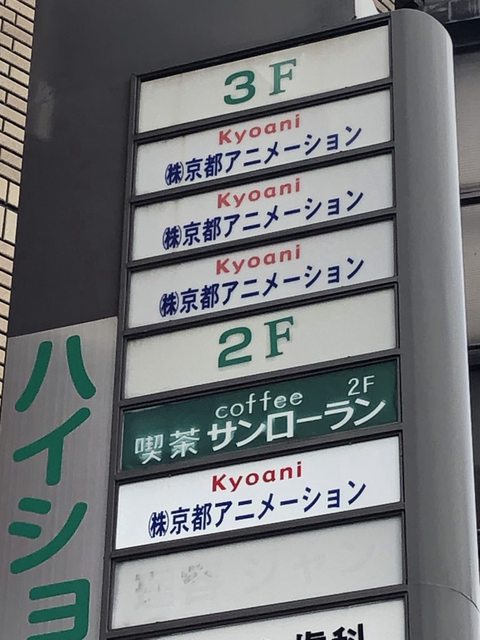 3F
Kyoani
㈱京都アニメーション
Kyoani
㈱京都アニメーション
Kyoani
㈱京都アニメーション
2F
coffee 2F
喫茶 サンローラン
Kyoani
㈱京都アニメーション
歯科
ハイショ